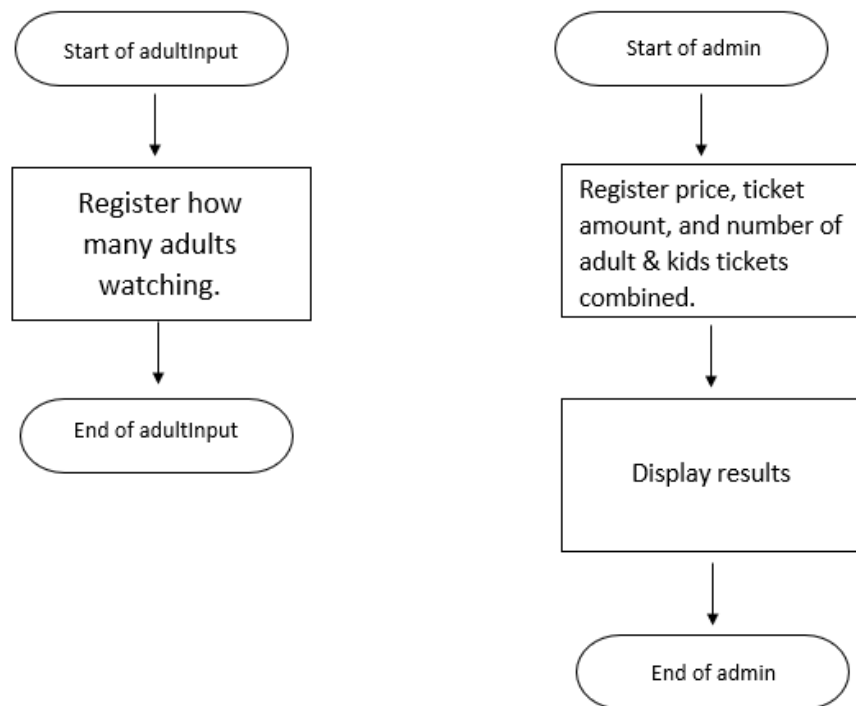 Start of adultInput
Register how
many adults
watching.
End of adultInput
Start of admin
Register price, ticket
amount, and number of
adult & kids tickets
combined.
Display results
End of admin